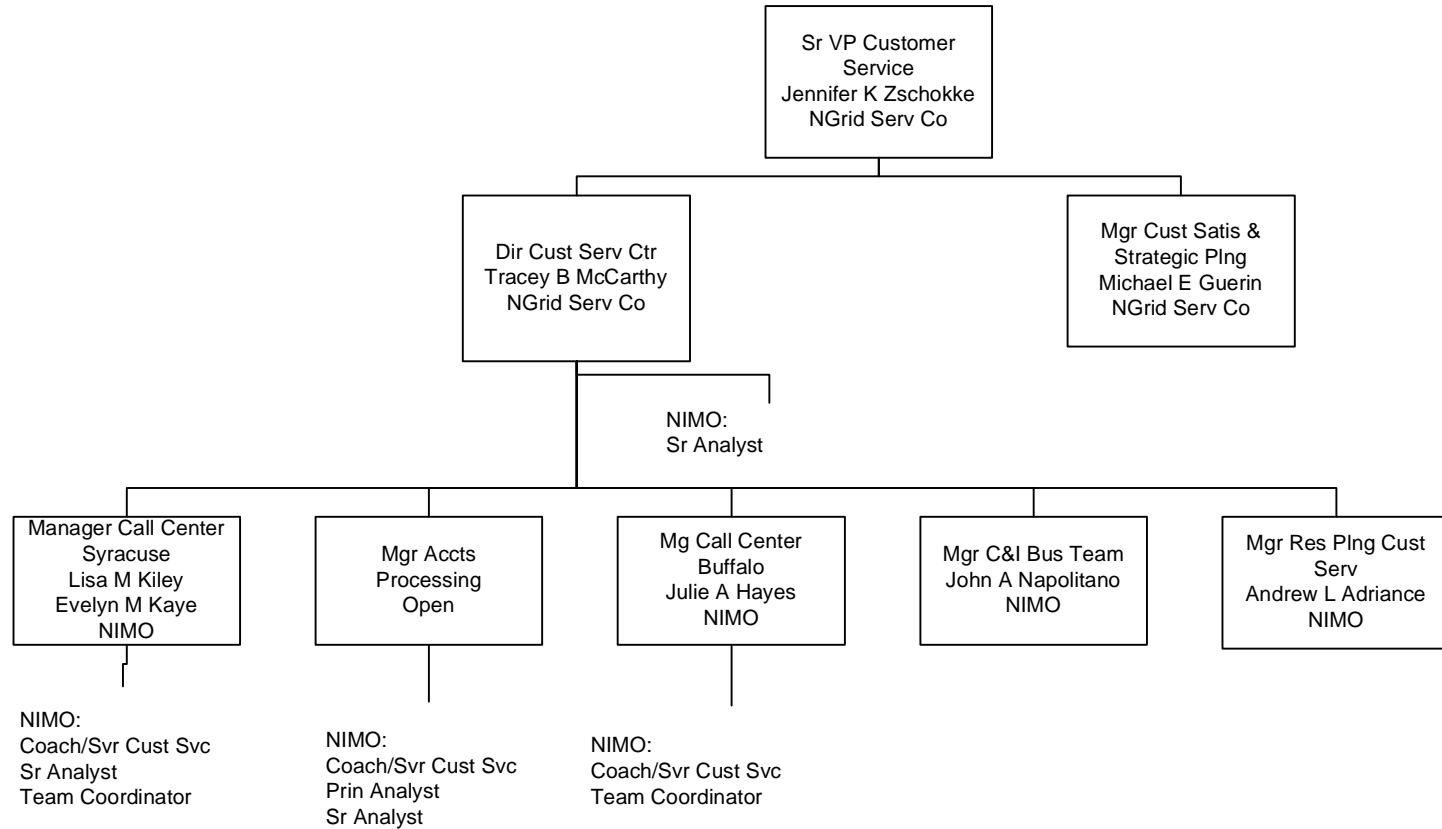 Sr VP Customer
Service
Jennifer K Zschokke
NGrid Serv Co
Dir Cust Serv Ctr
Tracey B McCarthy
NGrid Serv Co
Mgr Cust Satis &
Strategic Plng
Michael E Guerin
NGrid Serv Co
NIMO:
Sr Analyst
Manager Call Center
Syracuse
Lisa M Kiley
Evelyn M Kaye
NIMO
Mgr Accts
Processing
Open
Mg Call Center
Buffalo
Julie A Hayes
NIMO
Mgr C&I Bus Team
John A Napolitano
NIMO
Mgr Res Plng Cust
Serv
Andrew L Adriance
NIMO
NIMO:
Coach/Svr Cust Svc
Sr Analyst
Team Coordinator
NIMO:
Coach/Svr Cust Svc
Prin Analyst
Sr Analyst
NIMO:
Coach/Svr Cust Svc
Team Coordinator